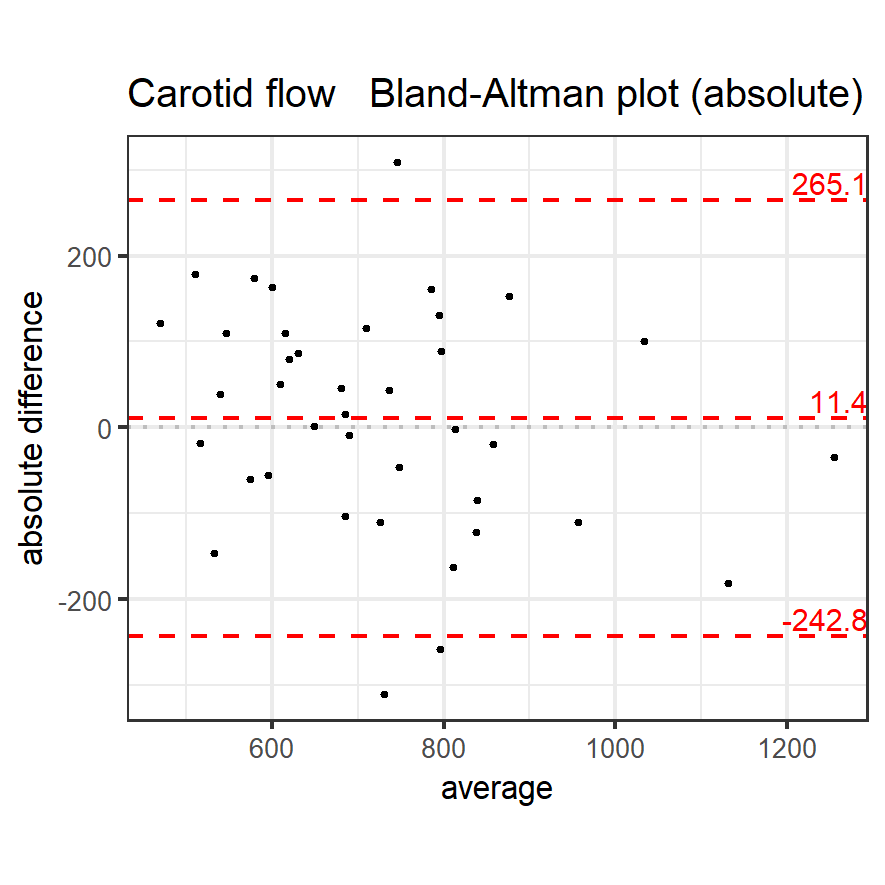 Carotid flow   Bland-Altman plot (absolute)
265.1
200
11.4
0
-200
-242.8
absolute difference
600 800 1000 1200
average